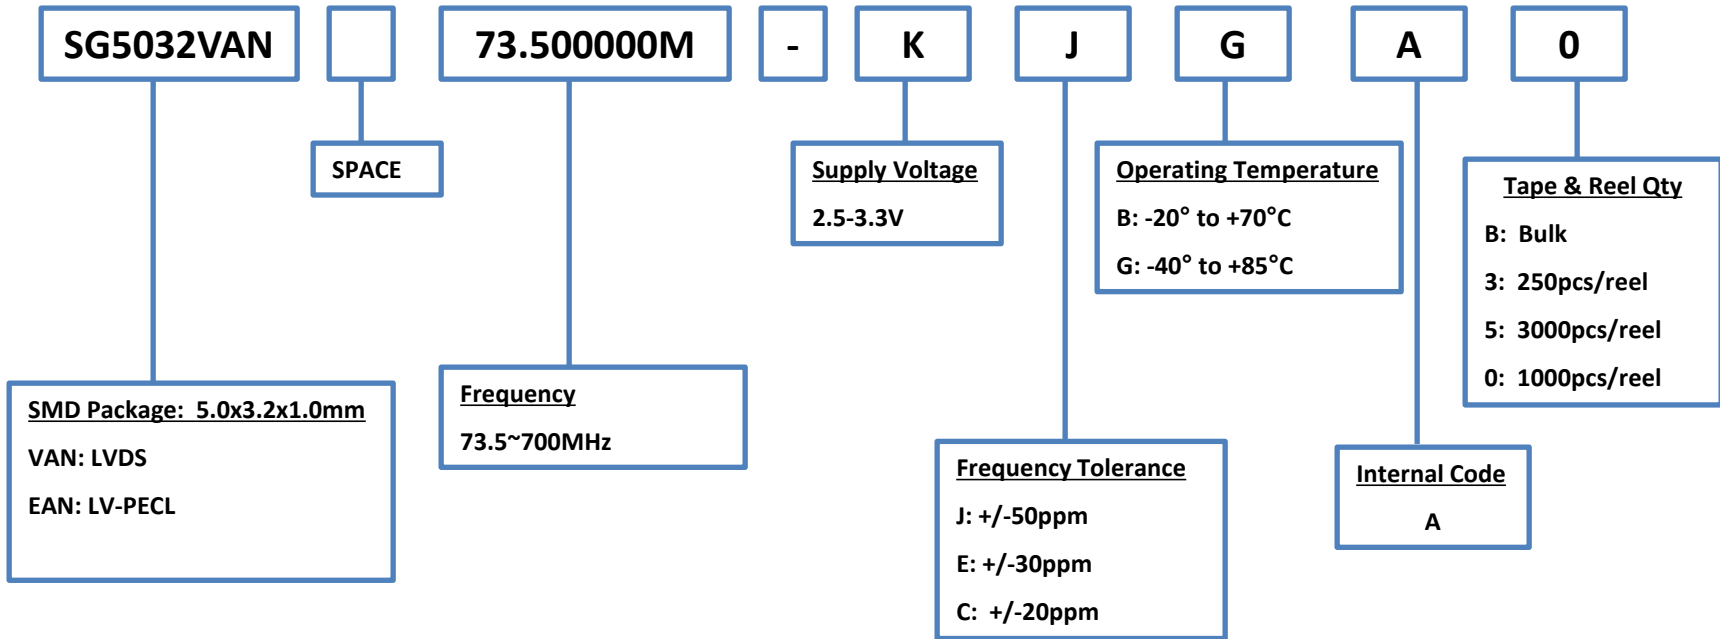 SG5032VAN 73.500000M - K J G A 0
SPACE
Supply Voltage
2.5-3.3V
Operating Temperature
B: -20° to +70°C
G: -40° to +85°C
Tape & Reel Qty
B: Bulk
3: 250pcs/reel
5: 3000pcs/reel
0: 1000pcs/reel
SMD Package: 5.0x3.2x1.0mm
VAN: LVDS
EAN: LV-PECL
Frequency
73.5~700MHz
Frequency Tolerance
J: +/-50ppm
E: +/-30ppm
C: +/-20ppm
Internal Code
A